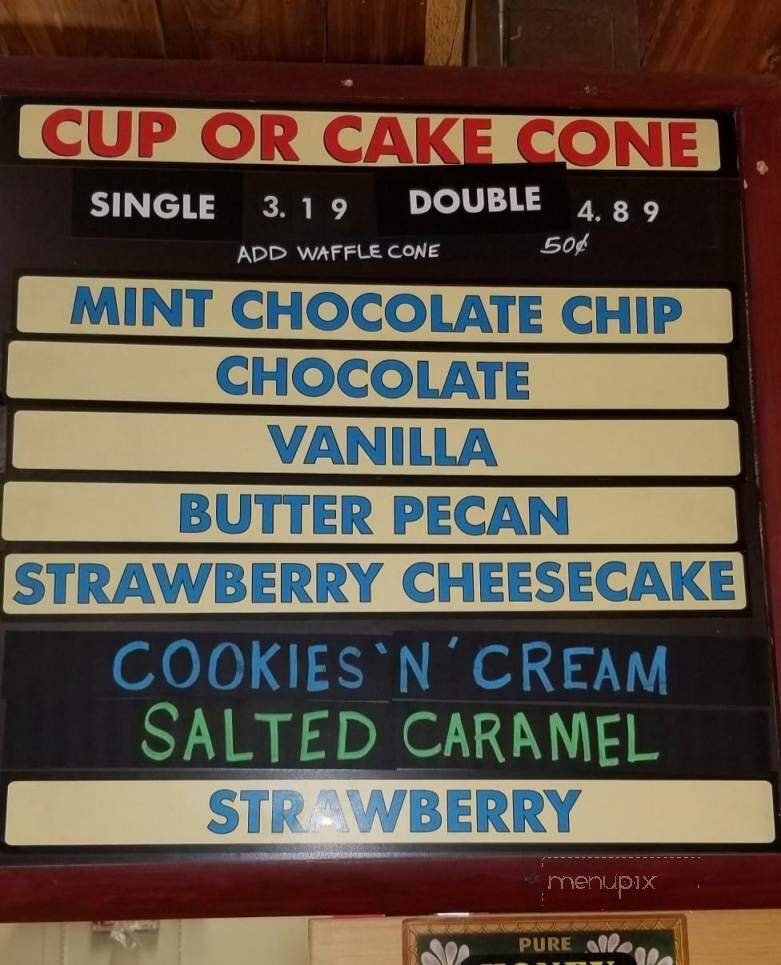 CUP OR CAKE CONE
SINGLE 3.19 DOUBLE 4.89
ADD WAFFLE CONE 50¢
MINT CHOCOLATE CHIP
CHOCOLATE
VANILLA
BUTTER PECAN
STRAWBERRY CHEESECAKE
COOKIES 'N' CREAM
SALTED CARAMEL
STRAWBERRY
menupix
PURE
HONEY